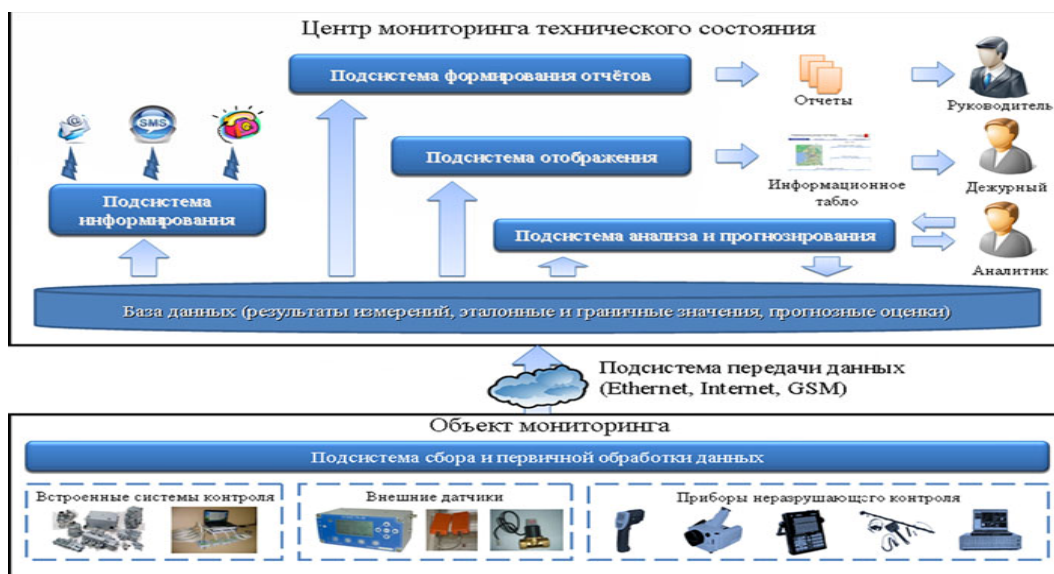 Центр мониторинга технического состояния
Подсистема формирования отчётов
Отчеты
Руководитель
@
SMS
Подсистема отображения
Информационное
табло
Дежурный
Подсистема
информирования
Подсистема анализа и прогнозирования
Аналитик
База данных (результаты измерений, эталонные и граничные значения, прогнозные оценки)
Подсистема передачи данных
(Ethernet, Internet, GSM)
Объект мониторинга
Подсистема сбора и первичной обработки данных
Встроенные системы контроля
Внешние датчики
Приборы неразрушающего контроля